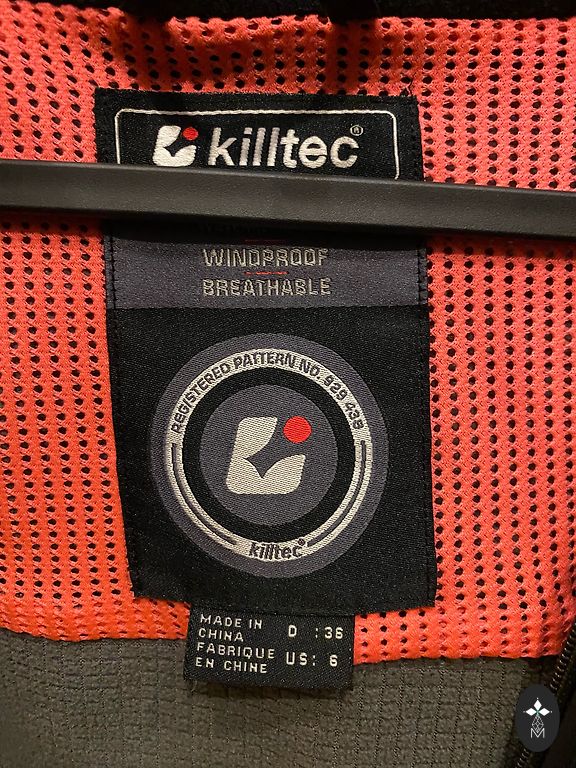 killtec®
WINDPROOF
BREATHABLE
REGISTERED PATTERN NO. 929 438
killtec®
MADE IN
CHINA
FABRIQUE
EN CHINE
D : 36
US: 6